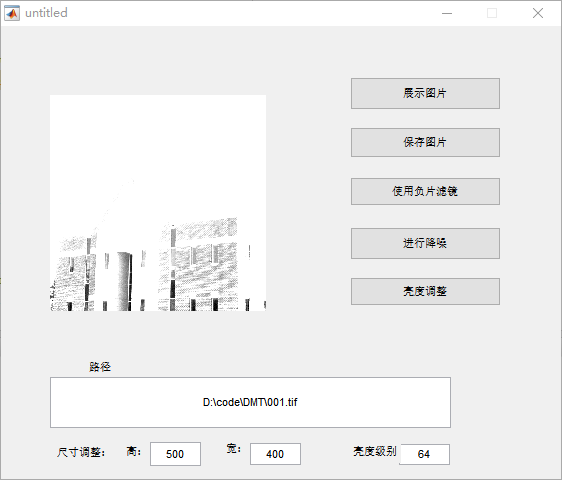 untitled
展示图片
保存图片
使用负片滤镜
进行降噪
亮度调整
路径
D:\code\DMT\001.tif
尺寸调整： 高： 500 宽： 400 亮度级别 64